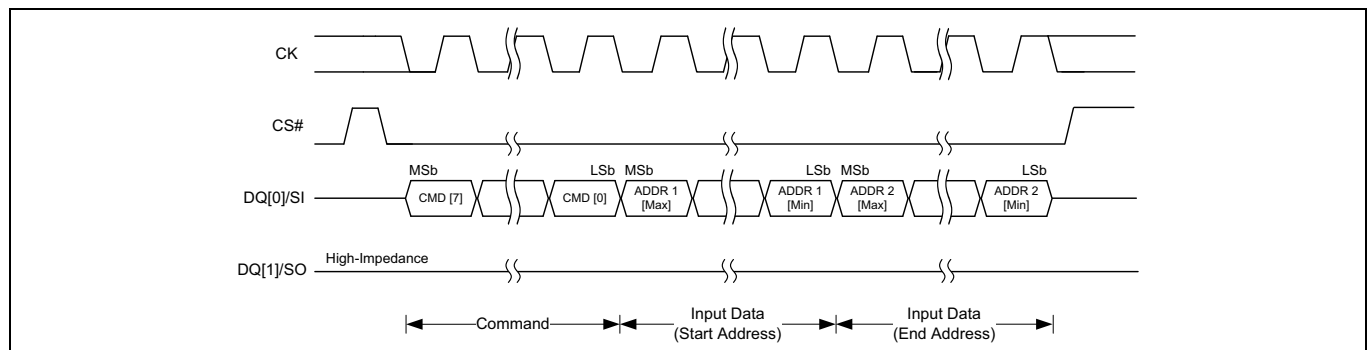 CK
CS#
MSb LSb MSb LSb MSb LSb
DQ[0]/SI CMD [7] CMD [0] ADDR 1 [Max] ADDR 1 [Min] ADDR 2 [Max] ADDR 2 [Min]
DQ[1]/SO High-Impedance
Command
Input Data
(Start Address)
Input Data
(End Address)